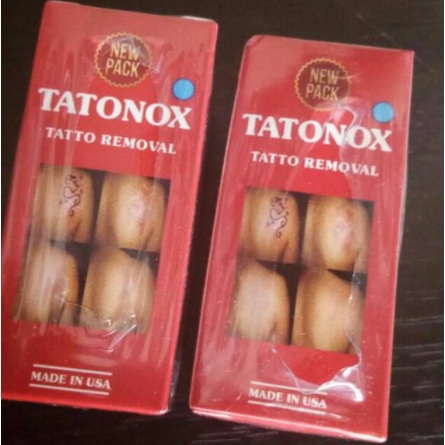 NEW
PACK
TATONOX
TATTO REMOVAL
MADE IN USA
NEW
PACK
TATONOX
TATTO REMOVAL
MADE IN USA